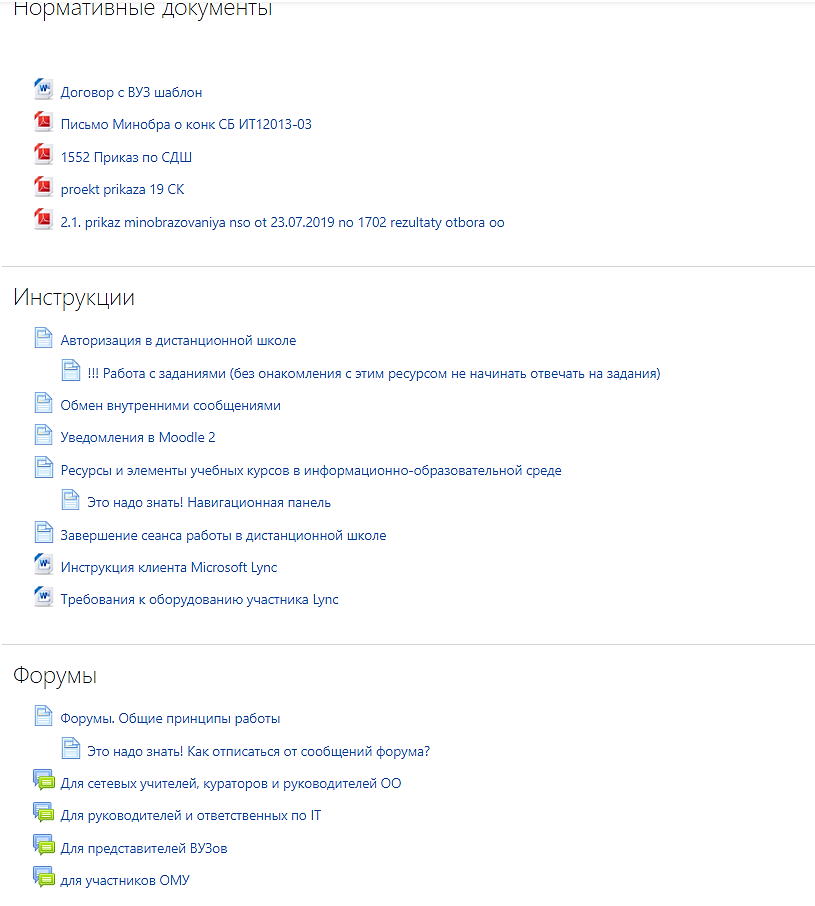 Нормативные документы
Договор с ВУЗ шаблон
Письмо Минобра о конк СБ ИТ12013-03
1552 Приказ по СДШ
proekt prikaza 19 СК
2.1. prikaz minobrazovaniya nso ot 23.07.2019 no 1702 rezultaty otbora oo
Инструкции
Авторизация в дистанционной школе
!!! Работа с заданиями (без онакомления с этим ресурсом не начинать отвечать на задания)
Обмен внутренними сообщениями
Уведомления в Moodle 2
Ресурсы и элементы учебных курсов в информационно-образовательной среде
Это надо знать! Навигационная панель
Завершение сеанса работы в дистанционной школе
Инструкция клиента Microsoft Lync
Требования к оборудованию участника Lync
Форумы
Форумы. Общие принципы работы
Это надо знать! Как отписаться от сообщений форума?
Для сетевых учителей, кураторов и руководителей ОО
Для руководителей и ответственных по IT
Для представителей ВУЗов
для участников ОМУ